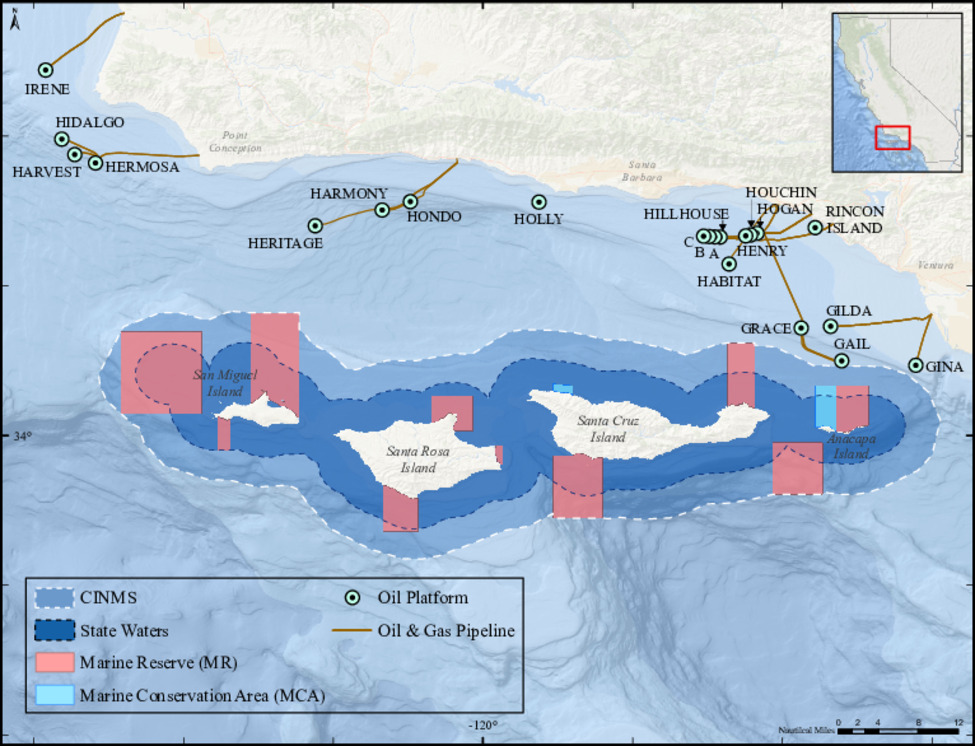 N
IRENE
HIDALGO
HARVEST
HERMOSA
Point
Conception
Santa
Barbara
HARMONY
HONDO
HERITAGE
HOLLY
HOUCHIN
HOGAN
HILLHOUSE
RINCON
ISLAND
C
B A
HENRY
HABITAT
Ventura
GRACE
GILDA
GAIL
GINA
San Miguel
Island
Santa Rosa
Island
Santa Cruz
Island
Anacapa
Island
34°
CINMS
State Waters
Marine Reserve (MR)
Marine Conservation Area (MCA)
Oil Platform
Oil & Gas Pipeline
-120°
Nautical Miles
0 2 4 8 12